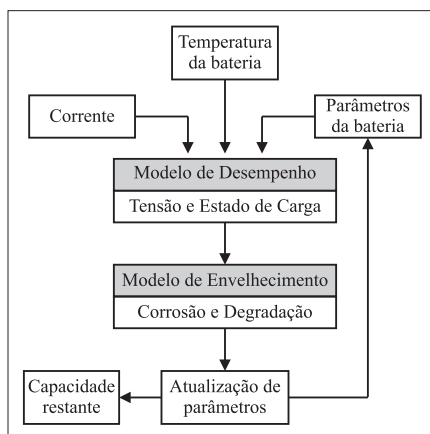 Temperatura
da bateria
Corrente
Parâmetros
da bateria
Modelo de Desempenho
Tensão e Estado de Carga
Modelo de Envelhecimento
Corrosão e Degradação
Capacidade
restante
Atualização de
parâmetros